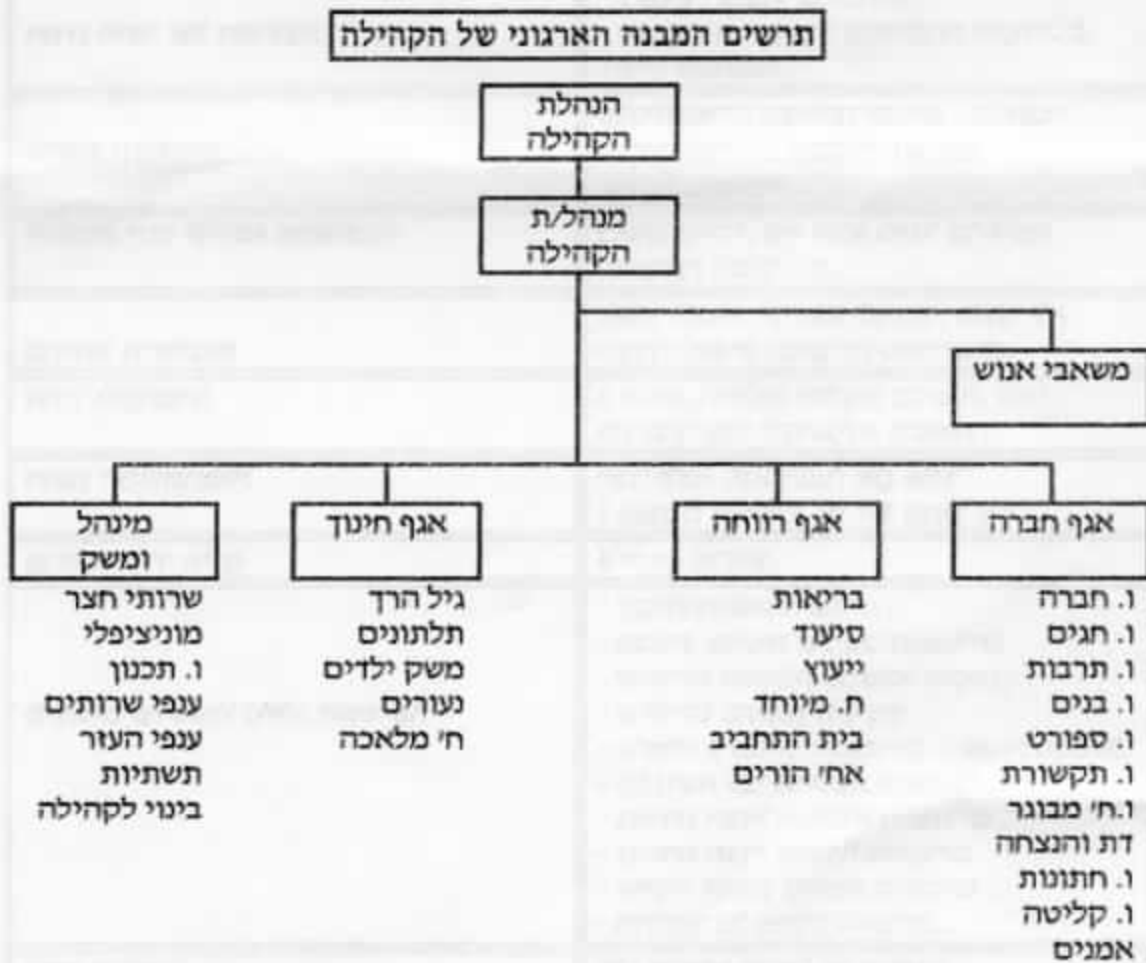 תרשים המבנה הארגוני של הקהילה
הנהלת
הקהילה
מנהל/ת
הקהילה
משאבי אנוש
אגף חברה
ו. חברה
ו. חגים
ו. תרבות
ו. בנים
ו. ספורט
ו. תקשורת
ו.ח׳ מבוגר
דת והנצחה
ו. חתונות
ו. קליטה
אמנים
אגף רווחה
בריאות
סיעוד
ייעוץ
ח. מיוחד
בית התחביב
אח׳ הורים
אגף חינוך
גיל הרך
תלתונים
משק ילדים
נעורים
ח׳ מלאכה
מינהל
ומשק
שרותי חצר
מוניציפלי
ו. תכנון
ענפי שרותים
ענפי העזר
תשתיות
בינוי לקהילה